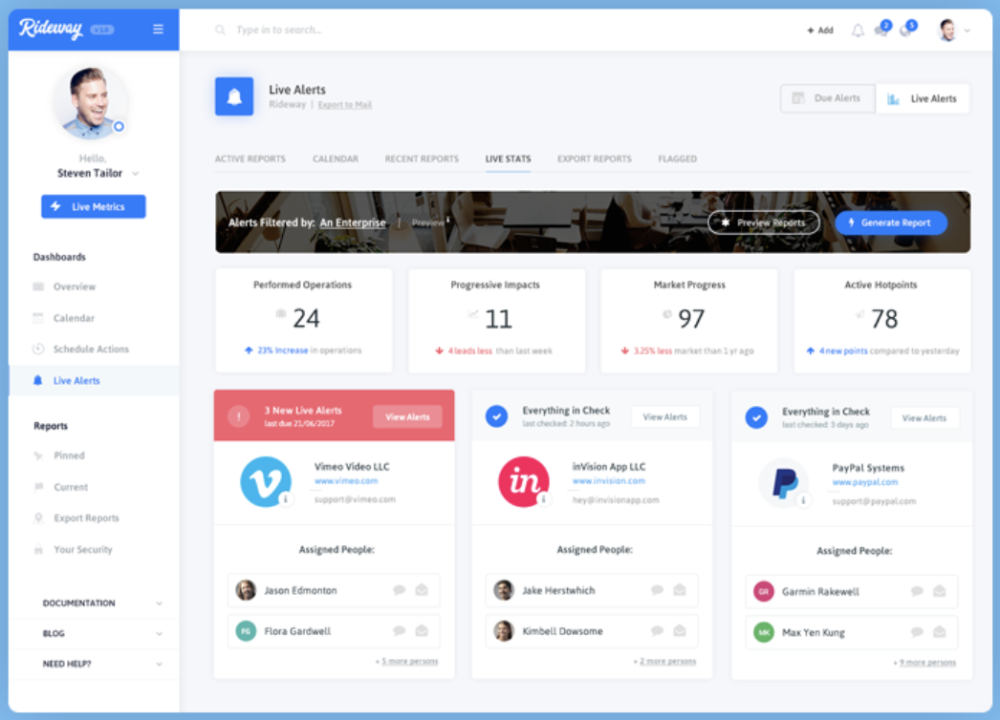 Rideway v1.0
Type in to search...
+ Add
2
5
Hello,
Steven Tailor
Live Metrics
Dashboards
Overview
Calendar
Schedule Actions
Live Alerts
Reports
Pinned
Current
Export Reports
Your Security
DOCUMENTATION
BLOG
NEED HELP?
Live Alerts
Rideway | Export to Mail
Due Alerts
Live Alerts
ACTIVE REPORTS CALENDAR RECENT REPORTS LIVE STATS EXPORT REPORTS FLAGGED
Alerts Filtered by: An Enterprise | Preview
Preview Reports
Generate Report
Performed Operations
24
23% Increase in operations
Progressive Impacts
11
4 leads less than last week
Market Progress
97
3.25% less market than 1 yr ago
Active Hotpoints
78
4 new points compared to yesterday
3 New Live Alerts
last due 21/06/2017
View Alerts
Vimeo Video LLC
www.vimeo.com
support@vimeo.com
Assigned People:
Jason Edmonton
FG
Flora Gardwell
+ 5 more persons
Everything in Check
last checked: 2 hours ago
View Alerts
in
inVision App LLC
www.invision.com
hey@invisionapp.com
Assigned People:
Jake Herstwhich
Kimbell Dowsome
+ 2 more persons
Everything in Check
last checked: 3 days ago
View Alerts
PayPal Systems
www.paypal.com
support@paypal.com
Assigned People:
GR
Garmin Rakewell
MK
Max Yen Kung
+ 9 more persons